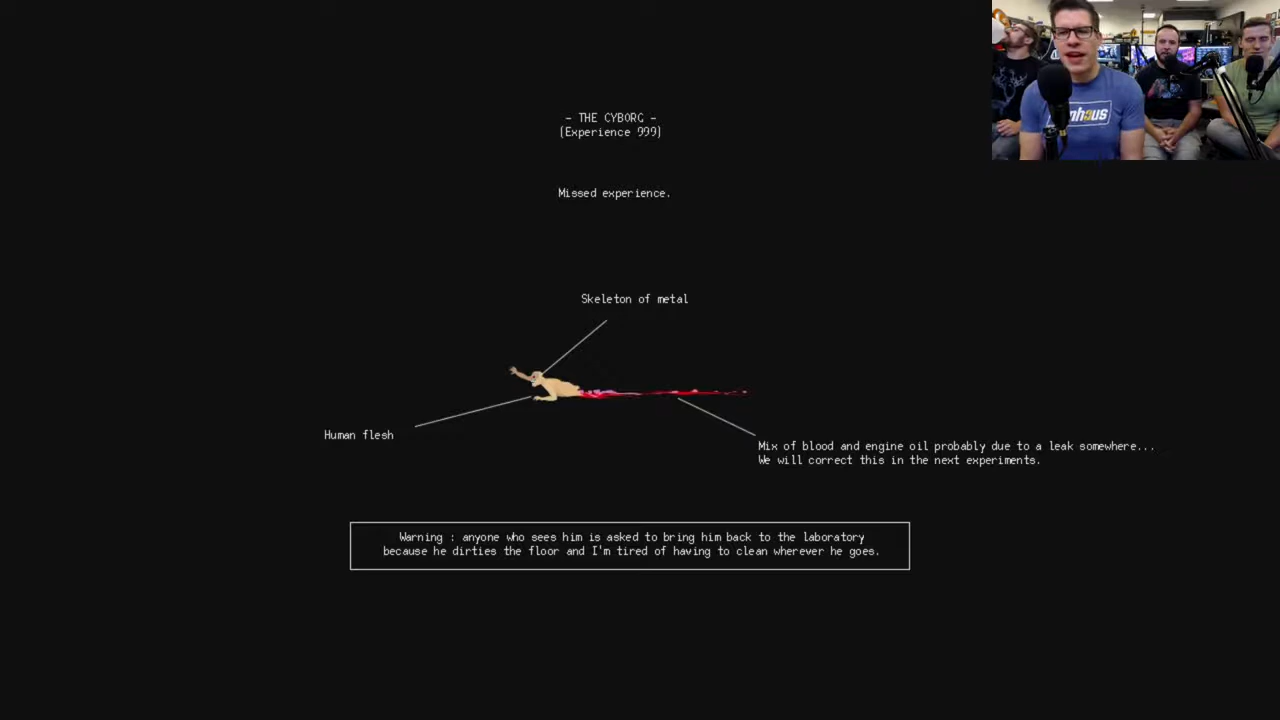 - THE CYBORG -
(Experience 999)
Missed experience.
Skeleton of metal
Human flesh
Mix of blood and engine oil probably due to a leak somewhere...
We will correct this in the next experiments.
Warning : anyone who sees him is asked to bring him back to the laboratory
because he dirties the floor and I'm tired of having to clean wherever he goes.